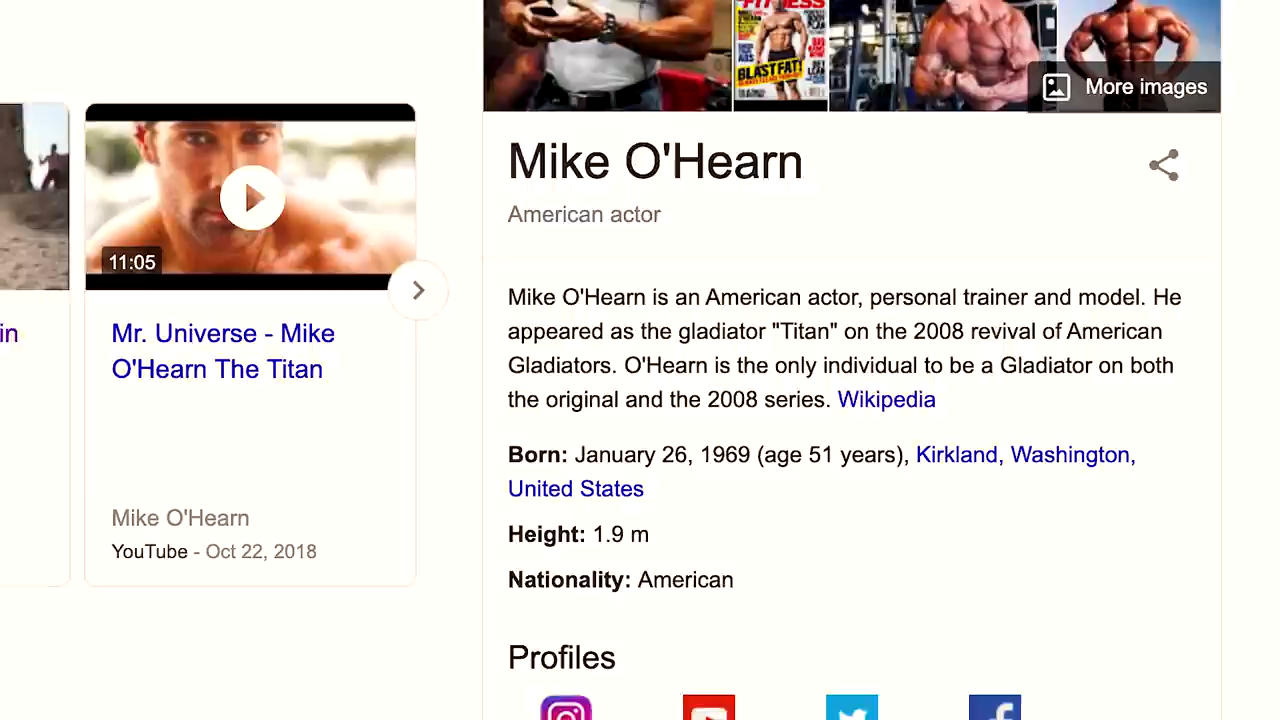 FITNESS
BLAST FAT!
More images
Mike O'Hearn
American actor
11:05
in
Mr. Universe - Mike
O'Hearn The Titan
Mike O'Hearn
YouTube - Oct 22, 2018
Mike O'Hearn is an American actor, personal trainer and model. He
appeared as the gladiator "Titan" on the 2008 revival of American
Gladiators. O'Hearn is the only individual to be a Gladiator on both
the original and the 2008 series. Wikipedia
Born: January 26, 1969 (age 51 years), Kirkland, Washington,
United States
Height: 1.9 m
Nationality: American
Profiles